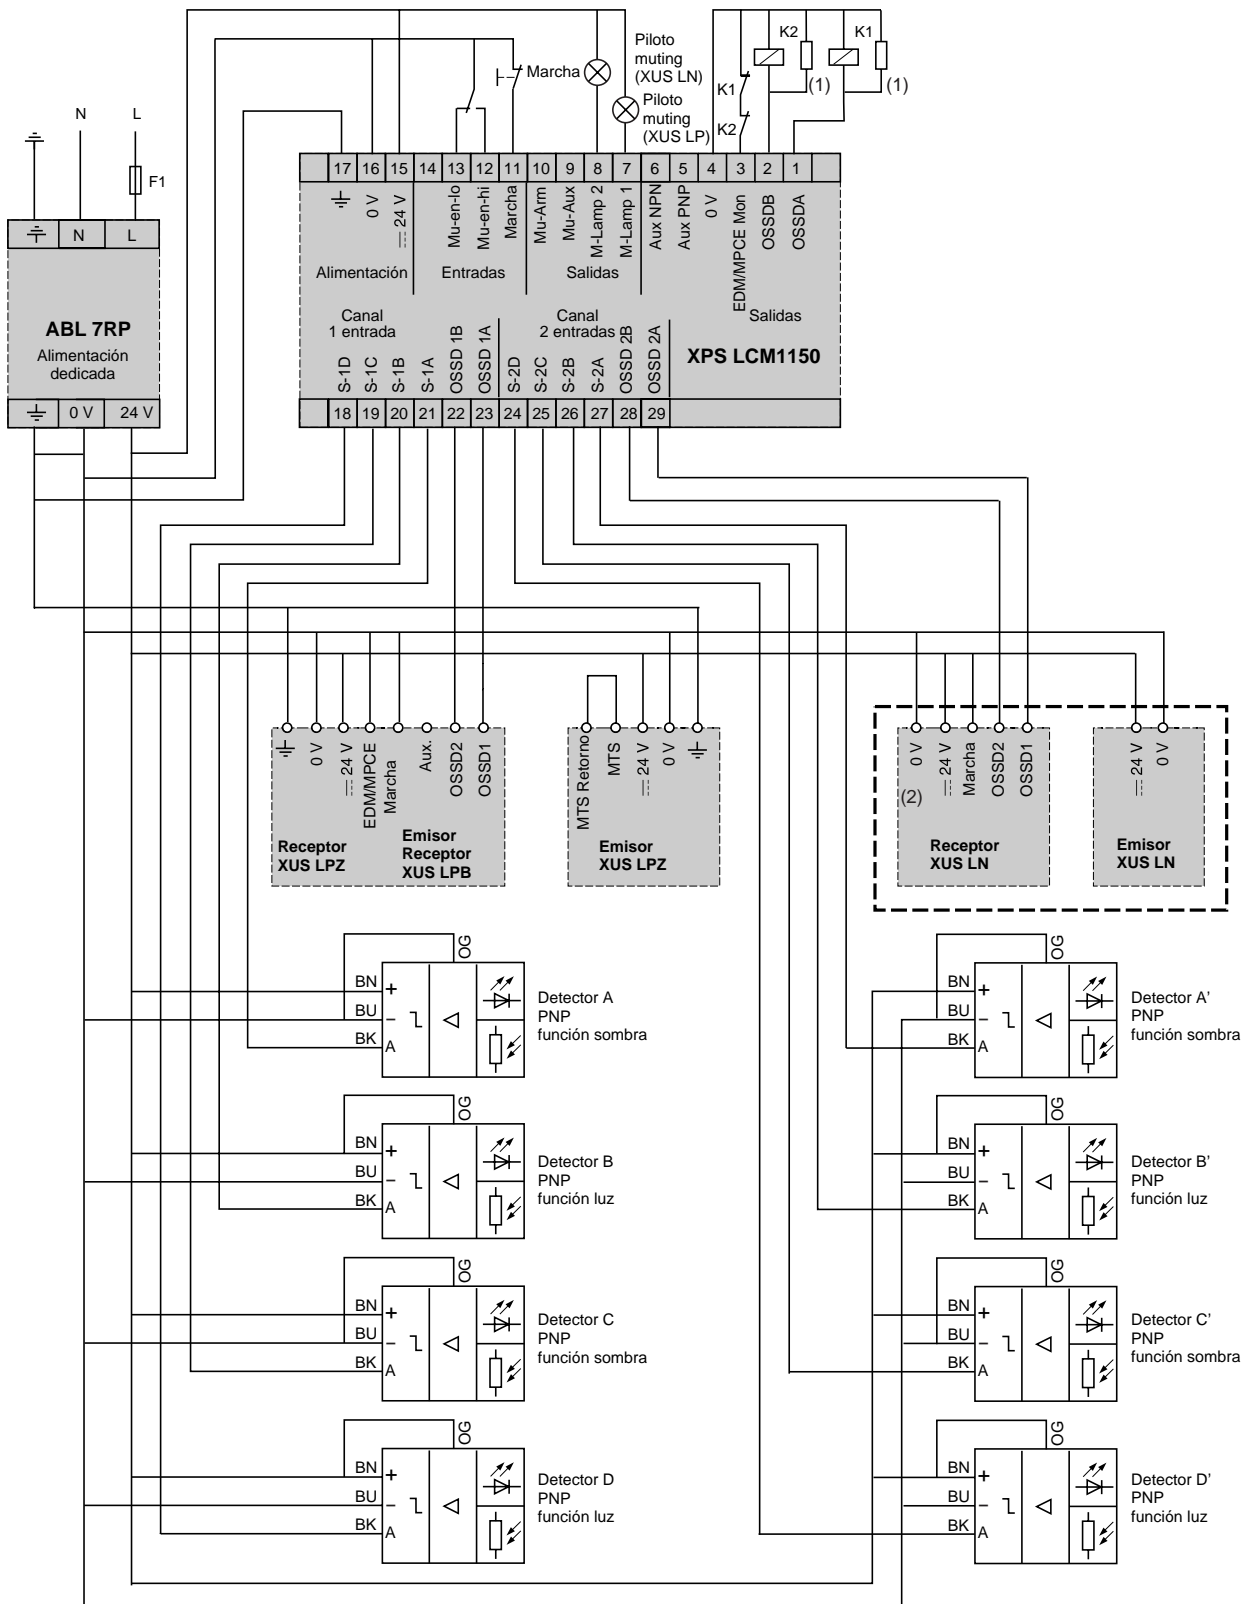 Piloto
muting
(XUS LN)
Piloto
muting
(XUS LP)
Marcha
K2
K1
(1)
(1)
K1
K2
N
L
F1
N
L
ABL 7RP
Alimentación
dedicada
0 V
24 V
17
16
15
14
13
12
11
10
9
8
7
6
5
4
3
2
1
0 V
24 V
Mu-en-lo
Mu-en-hi
Marcha
Mu-Arm
Mu-Aux
M-Lamp 2
M-Lamp 1
Aux NPN
Aux PNP
0 V
EDM/MPCE Mon
OSSDB
OSSDA
Alimentación
Entradas
Salidas
Salidas
Canal
1 entrada
Canal
2 entradas
XPS LCM1150
S-1D
S-1C
S-1B
S-1A
OSSD 1B
OSSD 1A
S-2D
S-2C
S-2B
S-2A
OSSD 2B
OSSD 2A
18
19
20
21
22
23
24
25
26
27
28
29
0 V
24 V
EDM/MPCE
Marcha
Aux.
OSSD2
OSSD1
Receptor
XUS LPZ
Emisor
Receptor
XUS LPB
MTS Retorno
MTS
24 V
0 V
Emisor
XUS LPZ
0 V
24 V
Marcha
OSSD2
OSSD1
(2)
Receptor
XUS LN
24 V
0 V
Emisor
XUS LN
OG
BN
+
BU
−
BK
A
Detector A
PNP
función sombra
OG
BN
+
BU
−
BK
A
Detector A’
PNP
función sombra
OG
BN
+
BU
−
BK
A
Detector B
PNP
función luz
OG
BN
+
BU
−
BK
A
Detector B’
PNP
función luz
OG
BN
+
BU
−
BK
A
Detector C
PNP
función sombra
OG
BN
+
BU
−
BK
A
Detector C’
PNP
función sombra
OG
BN
+
BU
−
BK
A
Detector D
PNP
función luz
OG
BN
+
BU
−
BK
A
Detector D’
PNP
función luz